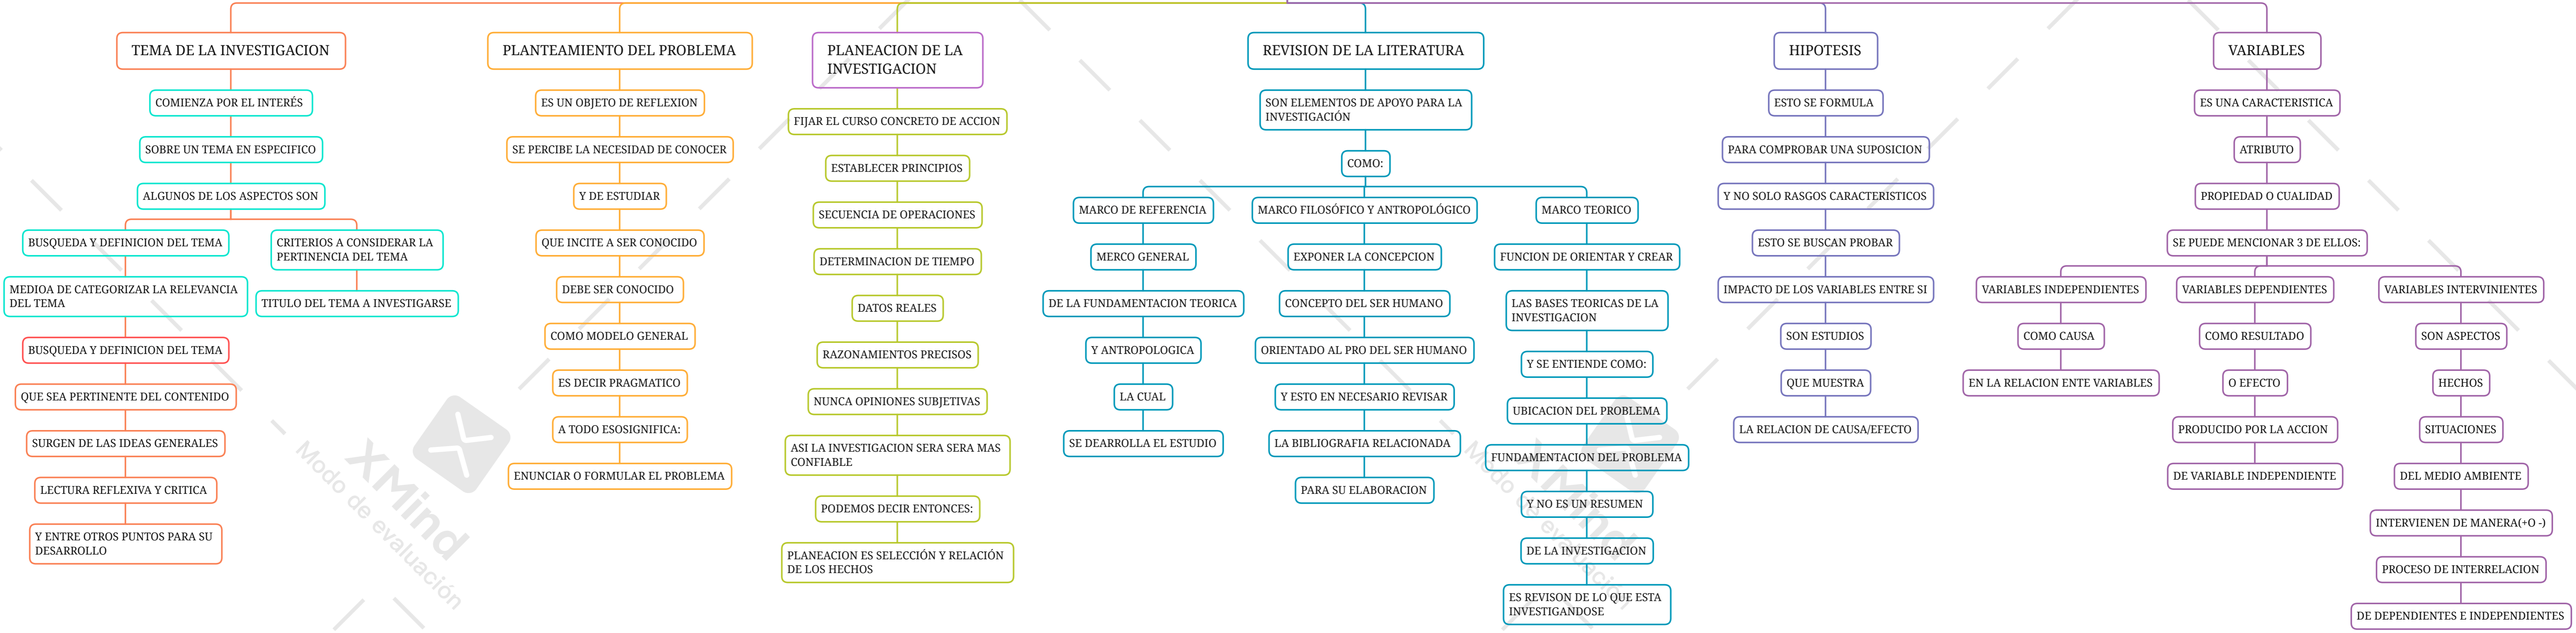 TEMA DE LA INVESTIGACION
COMIENZA POR EL INTERÉS
SOBRE UN TEMA EN ESPECIFICO
ALGUNOS DE LOS ASPECTOS SON
BUSQUEDA Y DEFINICION DEL TEMA
MEDIOA DE CATEGORIZAR LA RELEVANCIA
DEL TEMA
BUSQUEDA Y DEFINICION DEL TEMA
QUE SEA PERTINENTE DEL CONTENIDO
SURGEN DE LAS IDEAS GENERALES
LECTURA REFLEXIVA Y CRITICA
Y ENTRE OTROS PUNTOS PARA SU
DESARROLLO
CRITERIOS A CONSIDERAR LA
PERTINENCIA DEL TEMA
TITULO DEL TEMA A INVESTIGARSE
PLANTEAMIENTO DEL PROBLEMA
ES UN OBJETO DE REFLEXION
SE PERCIBE LA NECESIDAD DE CONOCER
Y DE ESTUDIAR
QUE INCITE A SER CONOCIDO
DEBE SER CONOCIDO
COMO MODELO GENERAL
ES DECIR PRAGMATICO
A TODO ESOSIGNIFICA:
ENUNCIAR O FORMULAR EL PROBLEMA
PLANEACION DE LA
INVESTIGACION
FIJAR EL CURSO CONCRETO DE ACCION
ESTABLECER PRINCIPIOS
SECUENCIA DE OPERACIONES
DETERMINACION DE TIEMPO
DATOS REALES
RAZONAMIENTOS PRECISOS
NUNCA OPINIONES SUBJETIVAS
ASI LA INVESTIGACION SERA SERA MAS
CONFIABLE
PODEMOS DECIR ENTONCES:
PLANEACION ES SELECCIÓN Y RELACIÓN
DE LOS HECHOS
REVISION DE LA LITERATURA
SON ELEMENTOS DE APOYO PARA LA
INVESTIGACIÓN
COMO:
MARCO DE REFERENCIA
MERCO GENERAL
DE LA FUNDAMENTACION TEORICA
Y ANTROPOLOGICA
LA CUAL
SE DEARROLLA EL ESTUDIO
MARCO FILOSÓFICO Y ANTROPOLÓGICO
EXPONER LA CONCEPCION
CONCEPTO DEL SER HUMANO
ORIENTADO AL PRO DEL SER HUMANO
Y ESTO EN NECESARIO REVISAR
LA BIBLIOGRAFIA RELACIONADA
PARA SU ELABORACION
MARCO TEORICO
FUNCION DE ORIENTAR Y CREAR
LAS BASES TEORICAS DE LA
INVESTIGACION
Y SE ENTIENDE COMO:
UBICACION DEL PROBLEMA
FUNDAMENTACION DEL PROBLEMA
Y NO ES UN RESUMEN
DE LA INVESTIGACION
ES REVISON DE LO QUE ESTA
INVESTIGANDOSE
HIPOTESIS
ESTO SE FORMULA
PARA COMPROBAR UNA SUPOSICION
Y NO SOLO RASGOS CARACTERISTICOS
ESTO SE BUSCAN PROBAR
IMPACTO DE LOS VARIABLES ENTRE SI
SON ESTUDIOS
QUE MUESTRA
LA RELACION DE CAUSA/EFECTO
VARIABLES
ES UNA CARACTERISTICA
ATRIBUTO
PROPIEDAD O CUALIDAD
SE PUEDE MENCIONAR 3 DE ELLOS:
VARIABLES INDEPENDIENTES
COMO CAUSA
EN LA RELACION ENTE VARIABLES
VARIABLES DEPENDIENTES
COMO RESULTADO
O EFECTO
PRODUCIDO POR LA ACCION
DE VARIABLE INDEPENDIENTE
VARIABLES INTERVINIENTES
SON ASPECTOS
HECHOS
SITUACIONES
DEL MEDIO AMBIENTE
INTERVIENEN DE MANERA(+O -)
PROCESO DE INTERRELACION
DE DEPENDIENTES E INDEPENDIENTES
XMind
Modo de evaluación
XMind
Modo de evaluación